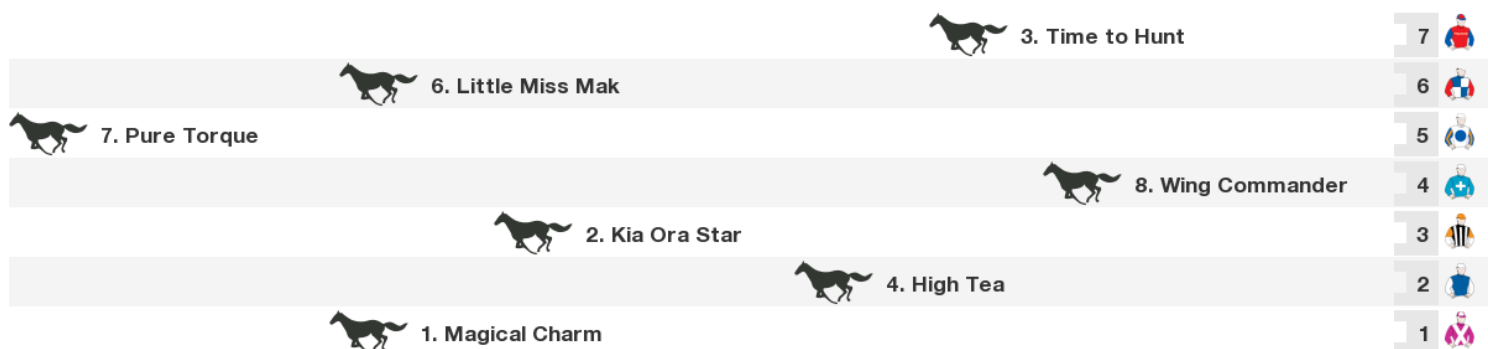 3. Time to Hunt 7
6. Little Miss Mak 6
7. Pure Torque 5
8. Wing Commander 4
2. Kia Ora Star 3
4. High Tea 2
1. Magical Charm 1